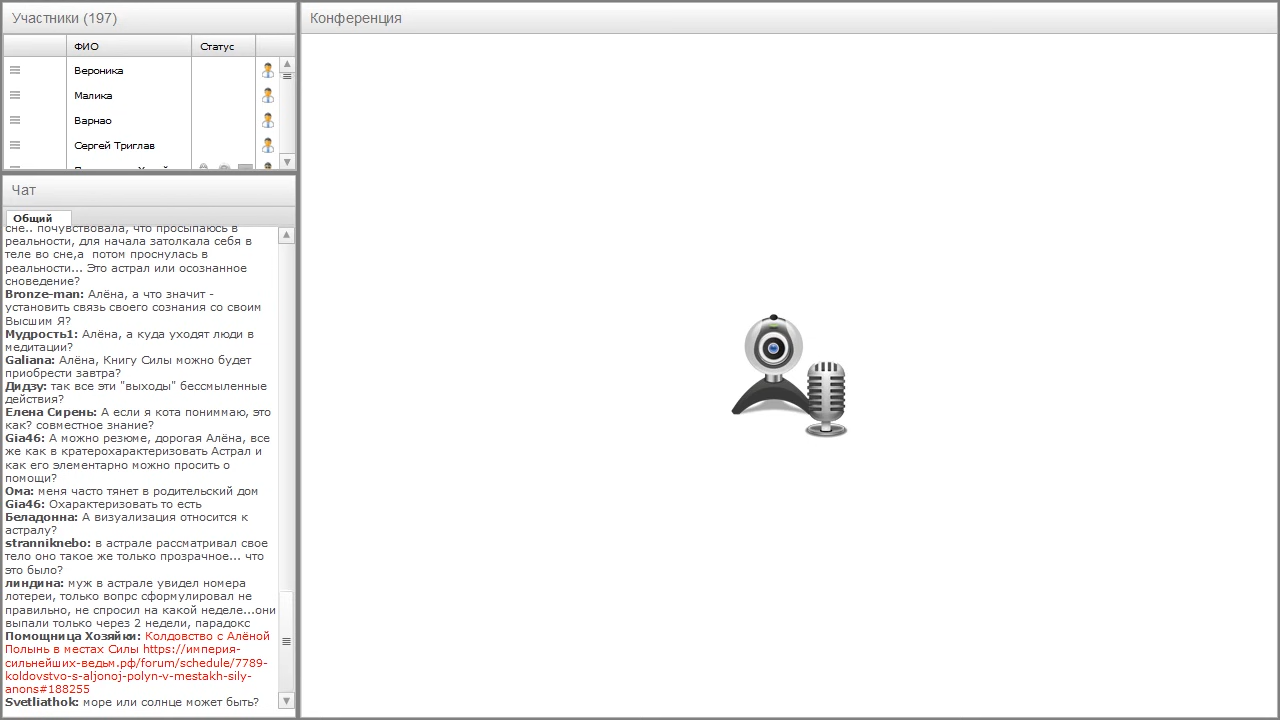 Участники (197)
ФИО
Статус
Вероника
Малика
Варнао
Сергей Триглав
Чат
Общий
сне.. почувствовала, что просыпаюсь в
реальности, для начала затолкала себя в
теле во сне,а  потом проснулась в
реальности... Это астрал или осознанное
сноведение?
Bronze-man: Алёна, а что значит -
установить связь своего сознания со своим
Высшим Я?
Мудрость1: Алёна, а куда уходят люди в
медитации?
Galiana: Алёна, Книгу Силы можно будет
приобрести завтра?
Дидзу: так все эти "выходы" бессмыленные
действия?
Елена Сирень: А если я кота понимаю, это
как? совместное знание?
Gia46: А можно резюме, дорогая Алёна, все
же как в кратерохарактеризовать Астрал и
как его элементарно можно просить о
помощи?
Ома: меня часто тянет в родительский дом
Gia46: Охарактеризовать то есть
Беладонна: А визуализация относится к
астралу?
stranniknebo: в астрале рассматривал свое
тело оно такое же только прозрачное... что
это было?
линдина: муж в астрале увидел номера
лотереи, только вопрс сформулировал не
правильно, не спросил на какой неделе...они
выпали только через 2 недели, парадокс
Помощница Хозяйки: Колдовство с Алёной
Полынь в местах Силы https://империя-
сильнейших-ведьм.рф/forum/schedule/7789-
koldovstvo-s-aljonoj-polyn-v-mestakh-sily-
anons#188255
Svetliathok: море или солнце может быть?
Конференция